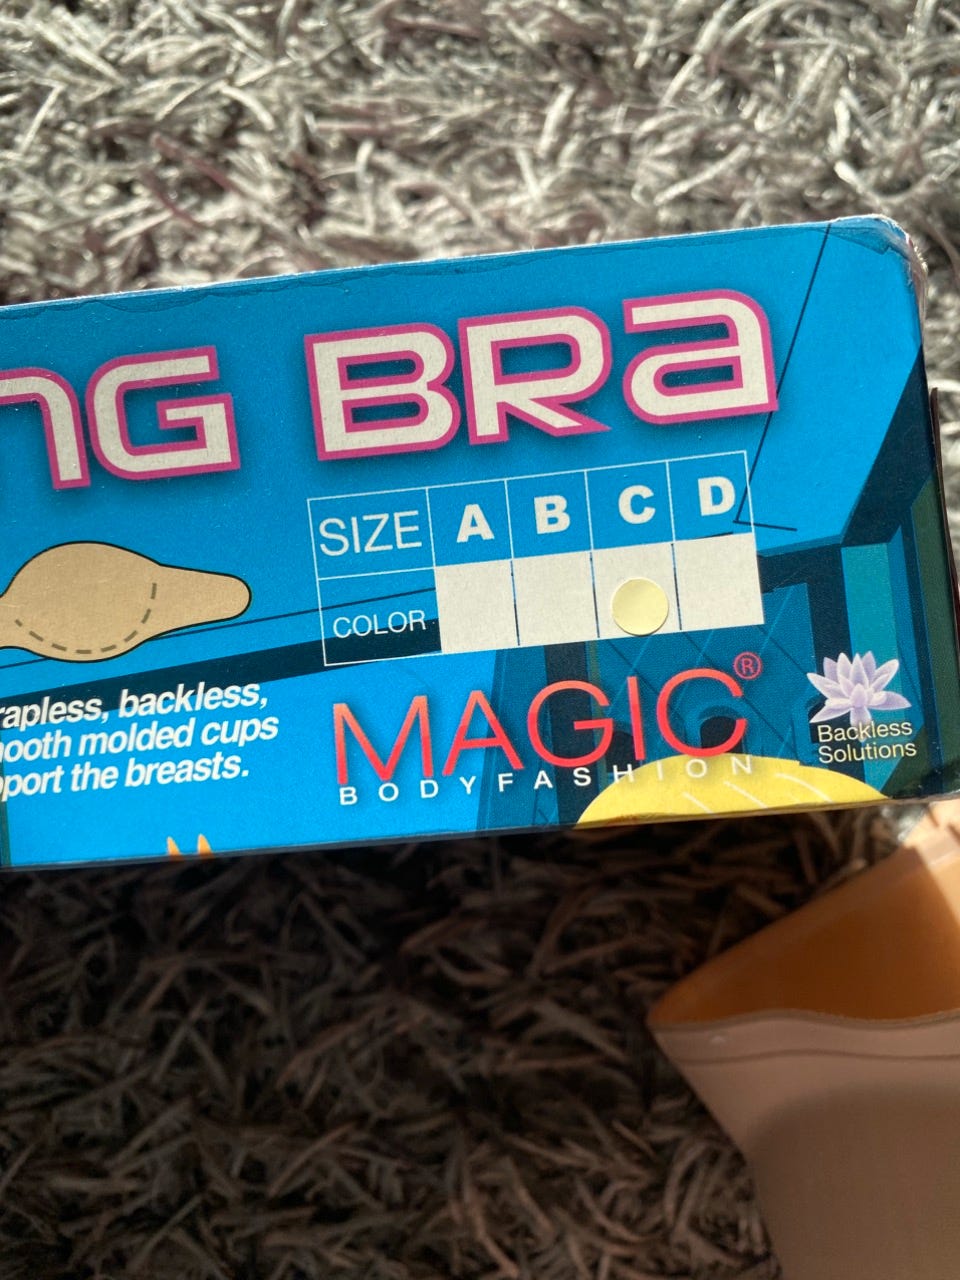 NG BRA
SIZE A B C D
COLOR
rapless, backless,
ooth molded cups
port the breasts.
MAGIC®
BODYFASHION
Backless
Solutions